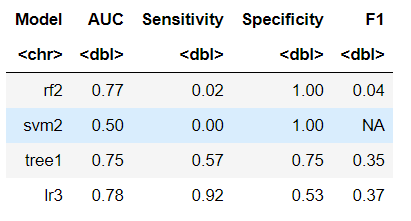 Model AUC Sensitivity Specificity F1
<chr> <dbl> <dbl> <dbl> <dbl>
rf2 0.77 0.02 1.00 0.04
svm2 0.50 0.00 1.00 NA
tree1 0.75 0.57 0.75 0.35
lr3 0.78 0.92 0.53 0.37